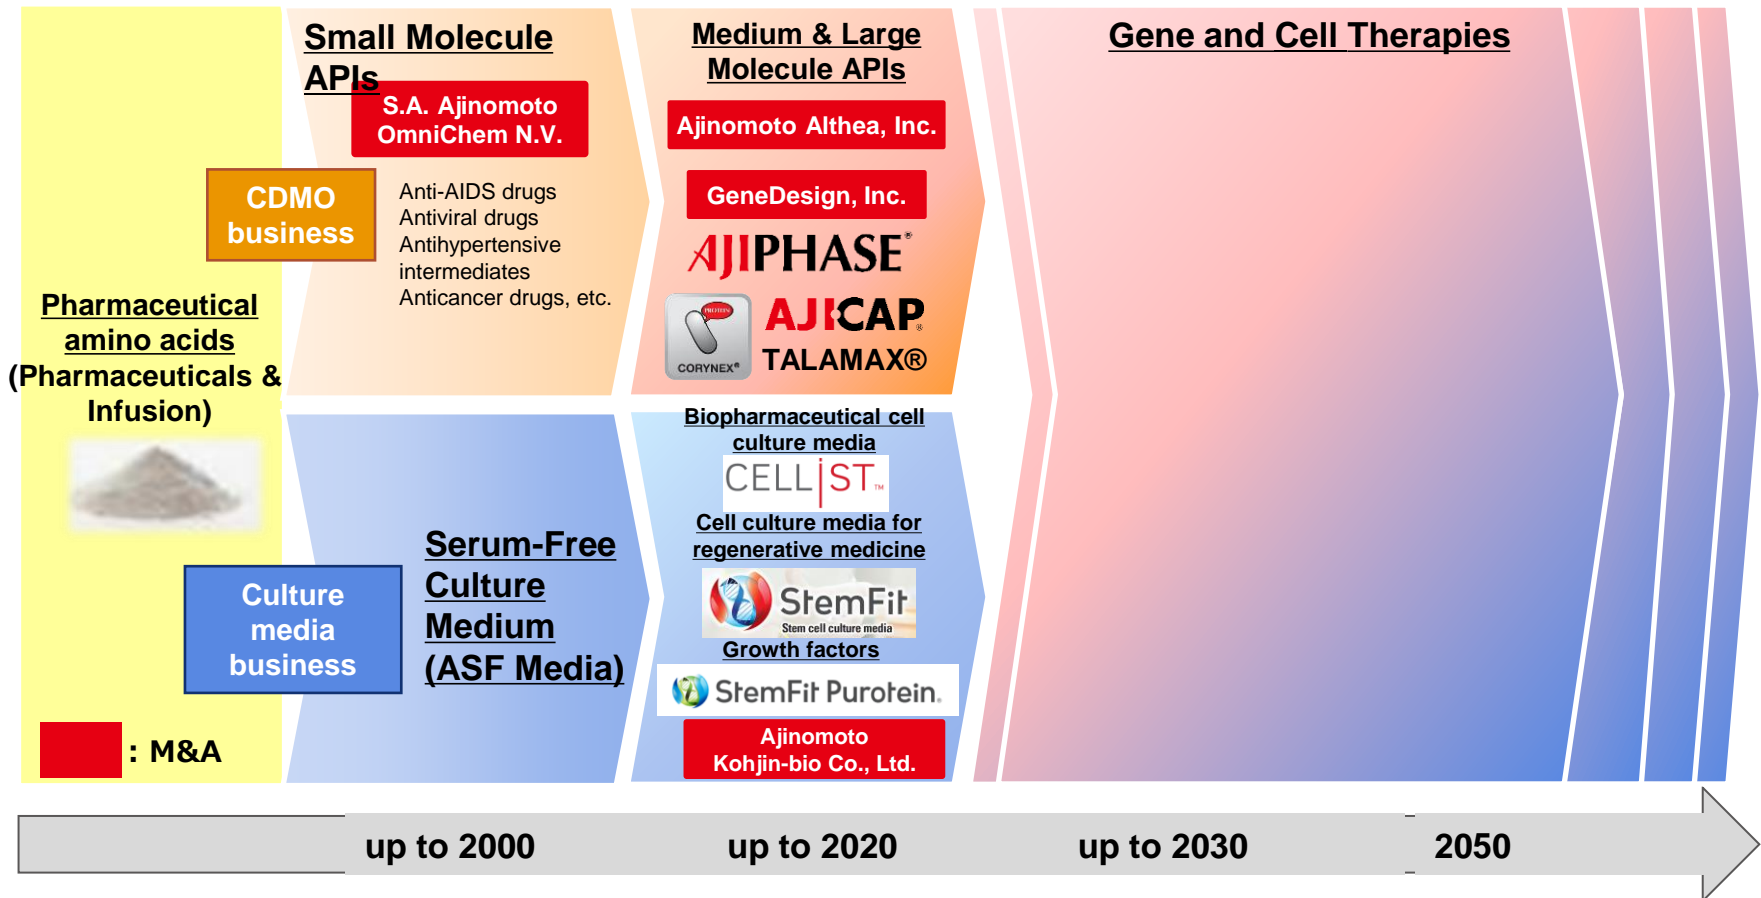 Small Molecule
APIs
S.A. Ajinomoto
OmniChem N.V.
CDMO
business
Anti-AIDS drugs
Antiviral drugs
Antihypertensive
intermediates
Anticancer drugs, etc.
Medium & Large
Molecule APIs
Ajinomoto Althea, Inc.
GeneDesign, Inc.
AJIPHASE®
PROTEIN
CORYNEX®
AJICAP®
TALAMAX®
Gene and Cell Therapies
Pharmaceutical
amino acids
(Pharmaceuticals &
Infusion)
Culture
media
business
Serum-Free
Culture
Medium
(ASF Media)
Biopharmaceutical cell
culture media
CELLiST™
Cell culture media for
regenerative medicine
StemFit
Stem cell culture media
Growth factors
StemFit Purotein®
Ajinomoto
Kohjin-bio Co., Ltd.
: M&A
up to 2000
up to 2020
up to 2030
2050